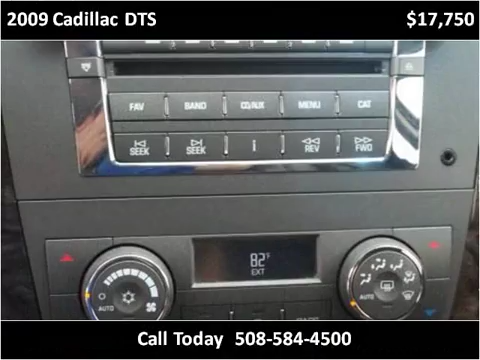 2009 Cadillac DTS $17,750
FAV BAND CD/AUX MENU CAT
SEEK SEEK i REV FWD
82°F
EXT
AUTO AUTO
Call Today 508-584-4500